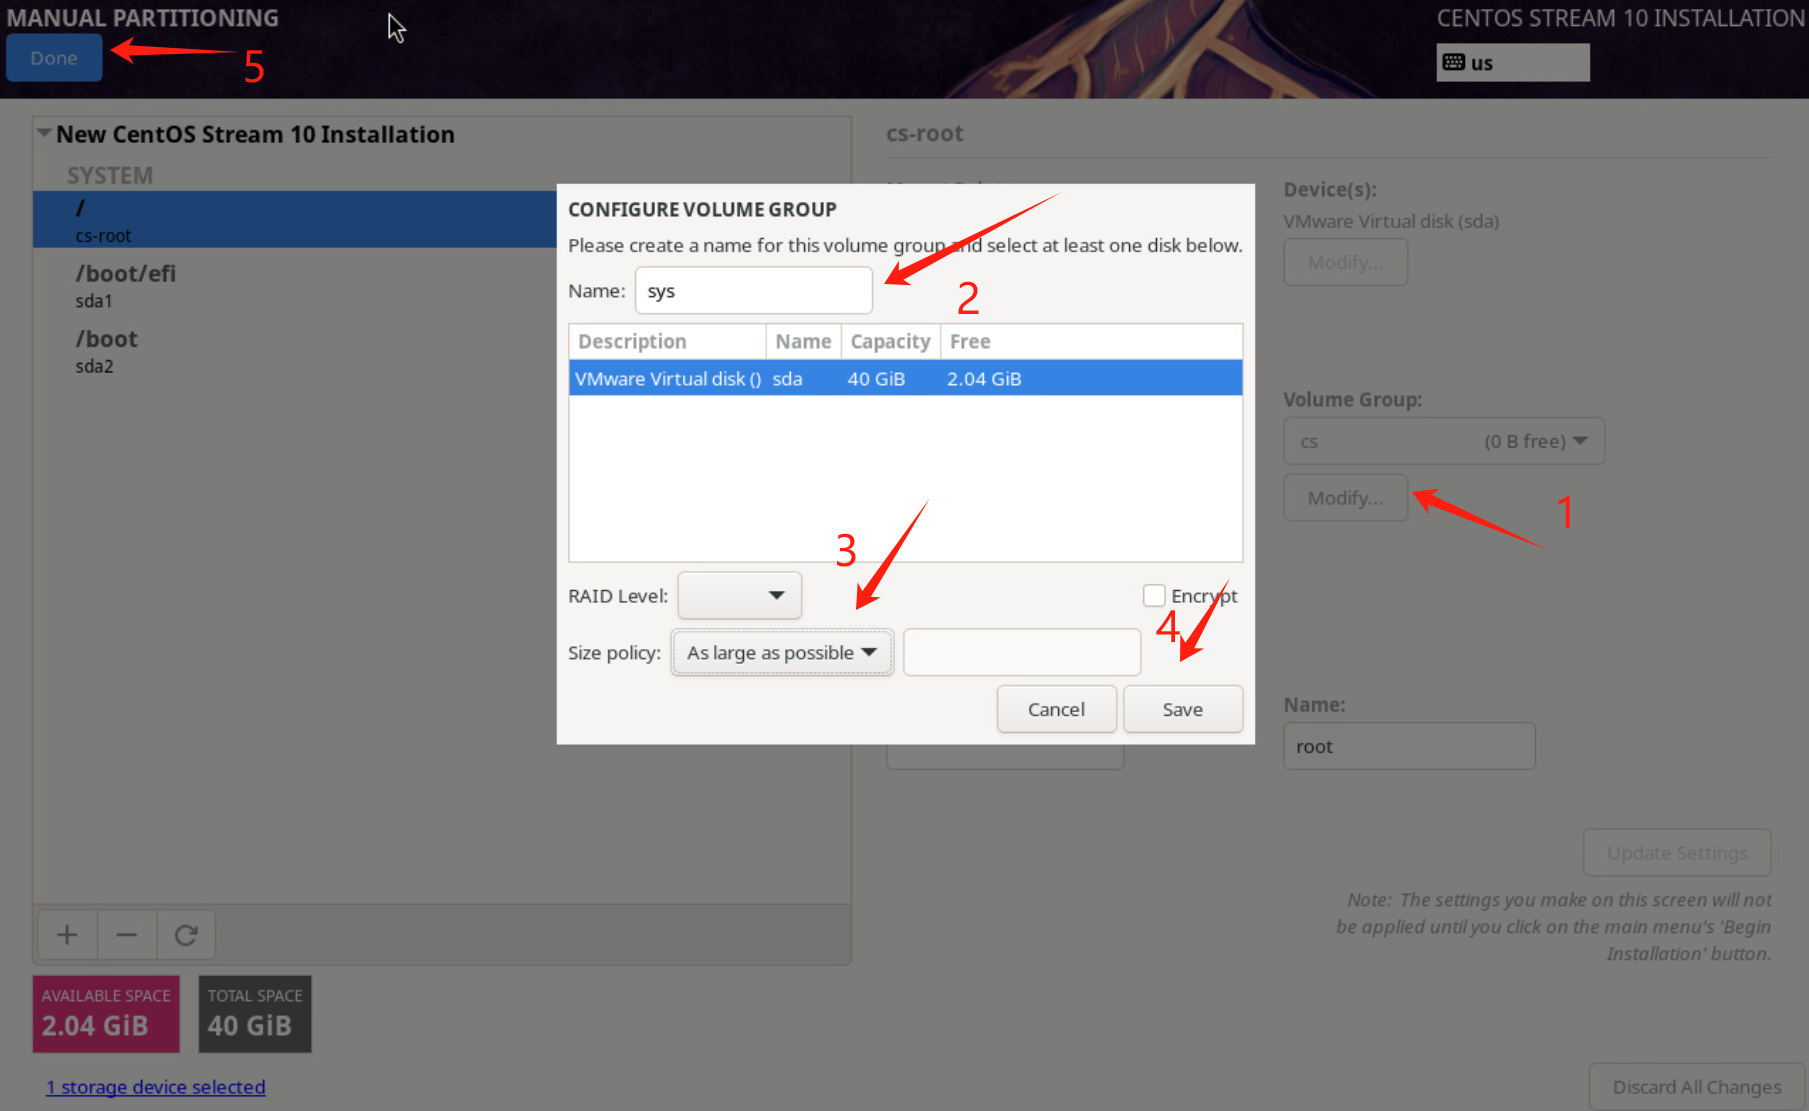 MANUAL PARTITIONING
CENTOS STREAM 10 INSTALLATION
Done
5
us
New CentOS Stream 10 Installation
SYSTEM
/
cs-root
/boot/efi
sda1
/boot
sda2
AVAILABLE SPACE
2.04 GiB
TOTAL SPACE
40 GiB
1 storage device selected
cs-root
CONFIGURE VOLUME GROUP
Please create a name for this volume group and select at least one disk below.
Name: sys
2
Description Name Capacity Free
VMware Virtual disk () sda 40 GiB 2.04 GiB
3
RAID Level:
Encrypt
4
Size policy: As large as possible
Cancel Save
Device(s):
VMware Virtual disk (sda)
Modify...
Volume Group:
cs (0 B free)
Modify...
1
Name:
root
Update Settings
Note: The settings you make on this screen will not
be applied until you click on the main menu's 'Begin
Installation' button.
Discard All Changes